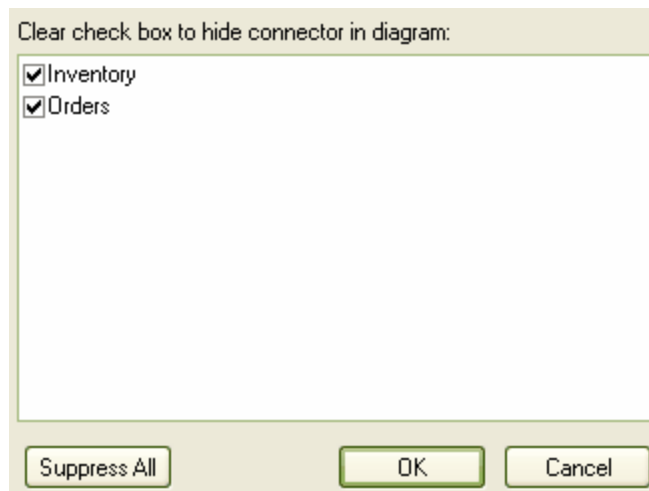 Clear check box to hide connector in diagram:
Inventory
Orders
Suppress All OK Cancel